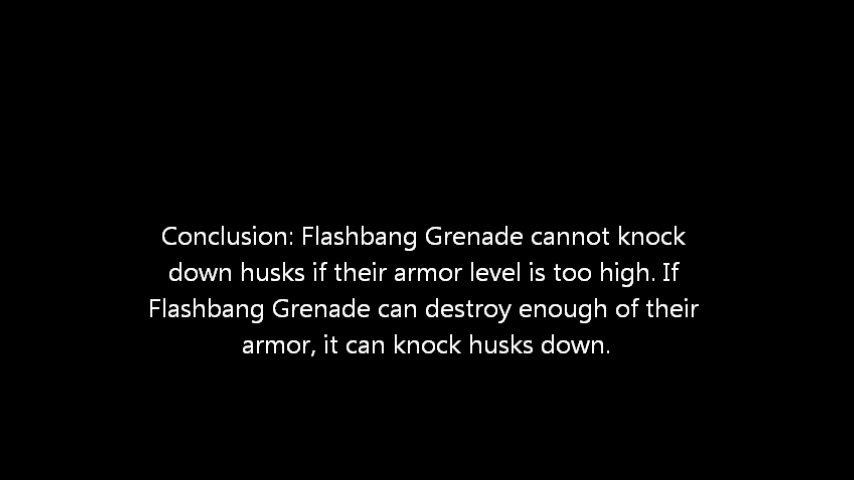 Conclusion: Flashbang Grenade cannot knock
down husks if their armor level is too high. If
Flashbang Grenade can destroy enough of their
armor, it can knock husks down.